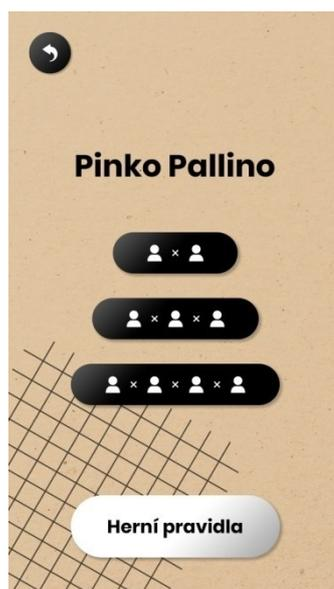 Pinko Pallino
×
× ×
× × ×
Herní pravidla